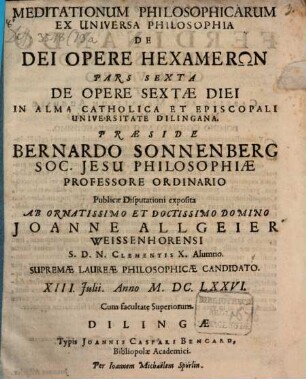 MEDITATIONUM PHILOSOPHICARUM
EX UNIVERSA PHILOSOPHIA
DE
DEI OPERE HEXAMERΩN
PARS SEXTA
DE OPERE SEXTÆ DIEI
IN ALMA CATHOLICA ET EPISCOPALI
UNIVERSITATE DILINGANA.
PRÆSIDE
BERNARDO SONNENBERG
SOC. JESU PHILOSOPHIÆ
PROFESSORE ORDINARIO
Publicæ Disputationi exposita
AB ORNATISSIMO ET DOCTISSIMO DOMINO
JOANNE ALLGEIER
WEISSENHORENSI
S. D. N. CLEMENTIS X. Alumno.
SUPREMÆ LAUREÆ PHILOSOPHICÆ CANDIDATO.
XIII Julii. Anno M. DC. LXXVI.
Cum facultate Superiorum.
DILINGÆ
Typis JOANNIS CASPARI BENCARD,
Bibliopolæ Academici.
Per Joannem Michaëlem Spörlin.